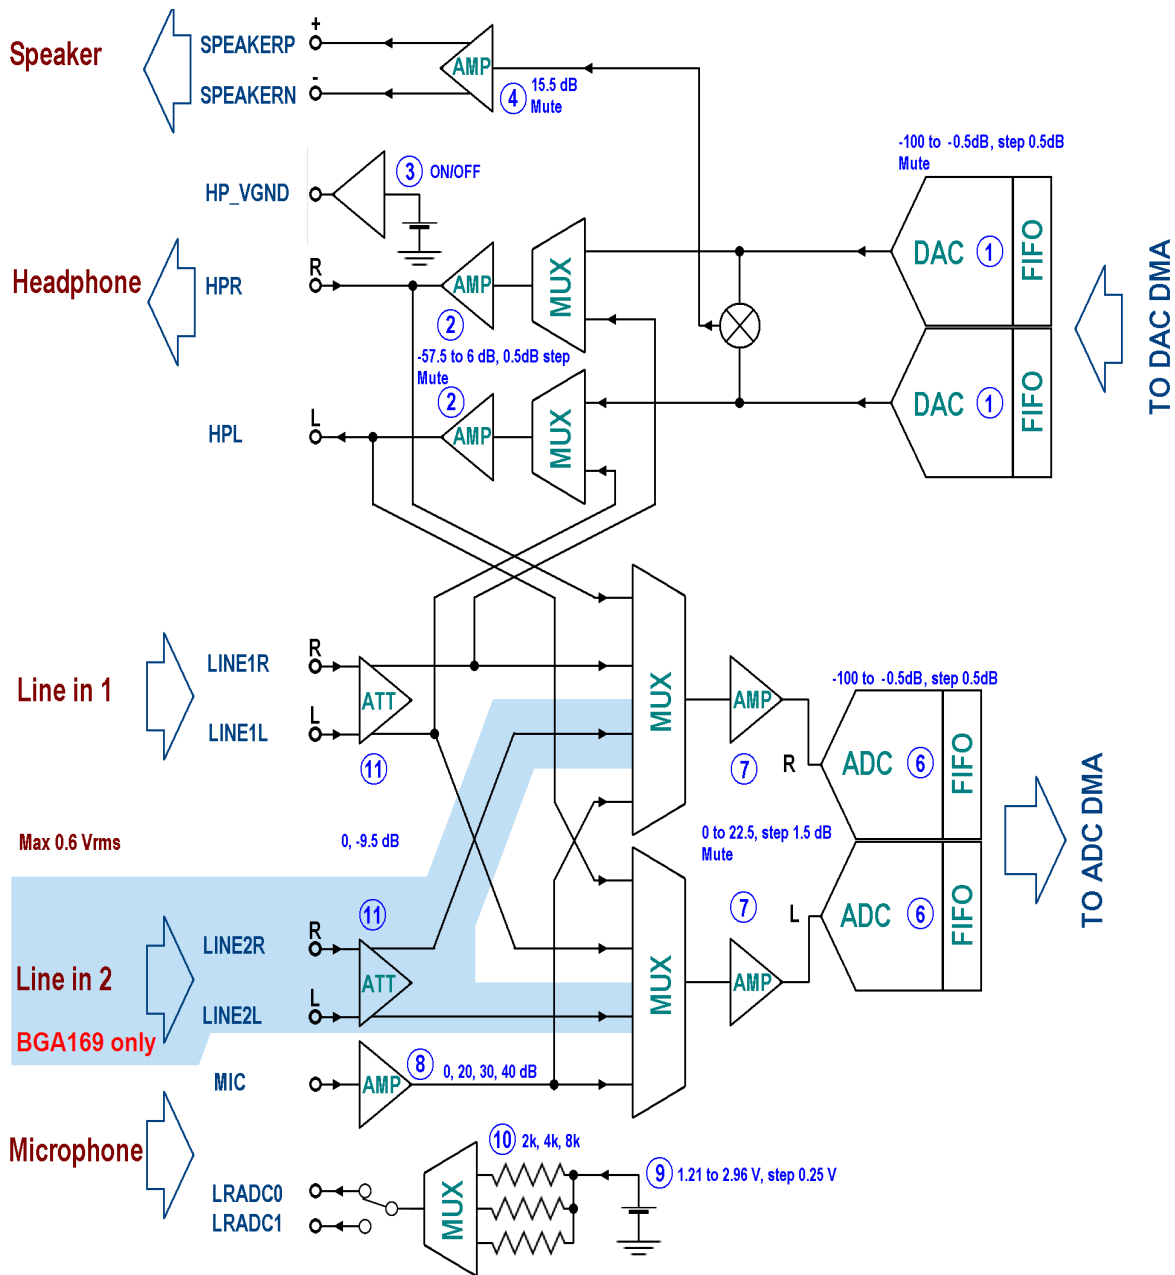 +
Speaker
SPEAKERP
AMP
-
SPEAKERN
4
15.5 dB
Mute
-100 to -0.5dB, step 0.5dB
Mute
3
ON/OFF
HP_VGND
DAC
1
FIFO
R
Headphone
HPR
AMP
MUX
2
-57.5 to 6 dB, 0.5dB step
Mute
TO DAC DMA
2
L
HPL
AMP
MUX
DAC
1
FIFO
R
LINE1R
Line in 1
ATT
L
LINE1L
11
MUX
AMP
7
R
-100 to -0.5dB, step 0.5dB
ADC
6
FIFO
Max 0.6 Vrms
0, -9.5 dB
0 to 22.5, step 1.5 dB
Mute
TO ADC DMA
11
R
LINE2R
Line in 2
ATT
L
LINE2L
BGA169 only
MUX
7
AMP
L
ADC
6
FIFO
MIC
AMP
8
0, 20, 30, 40 dB
Microphone
10
2k, 4k, 8k
9
1.21 to 2.96 V, step 0.25 V
LRADC0
LRADC1
MUX